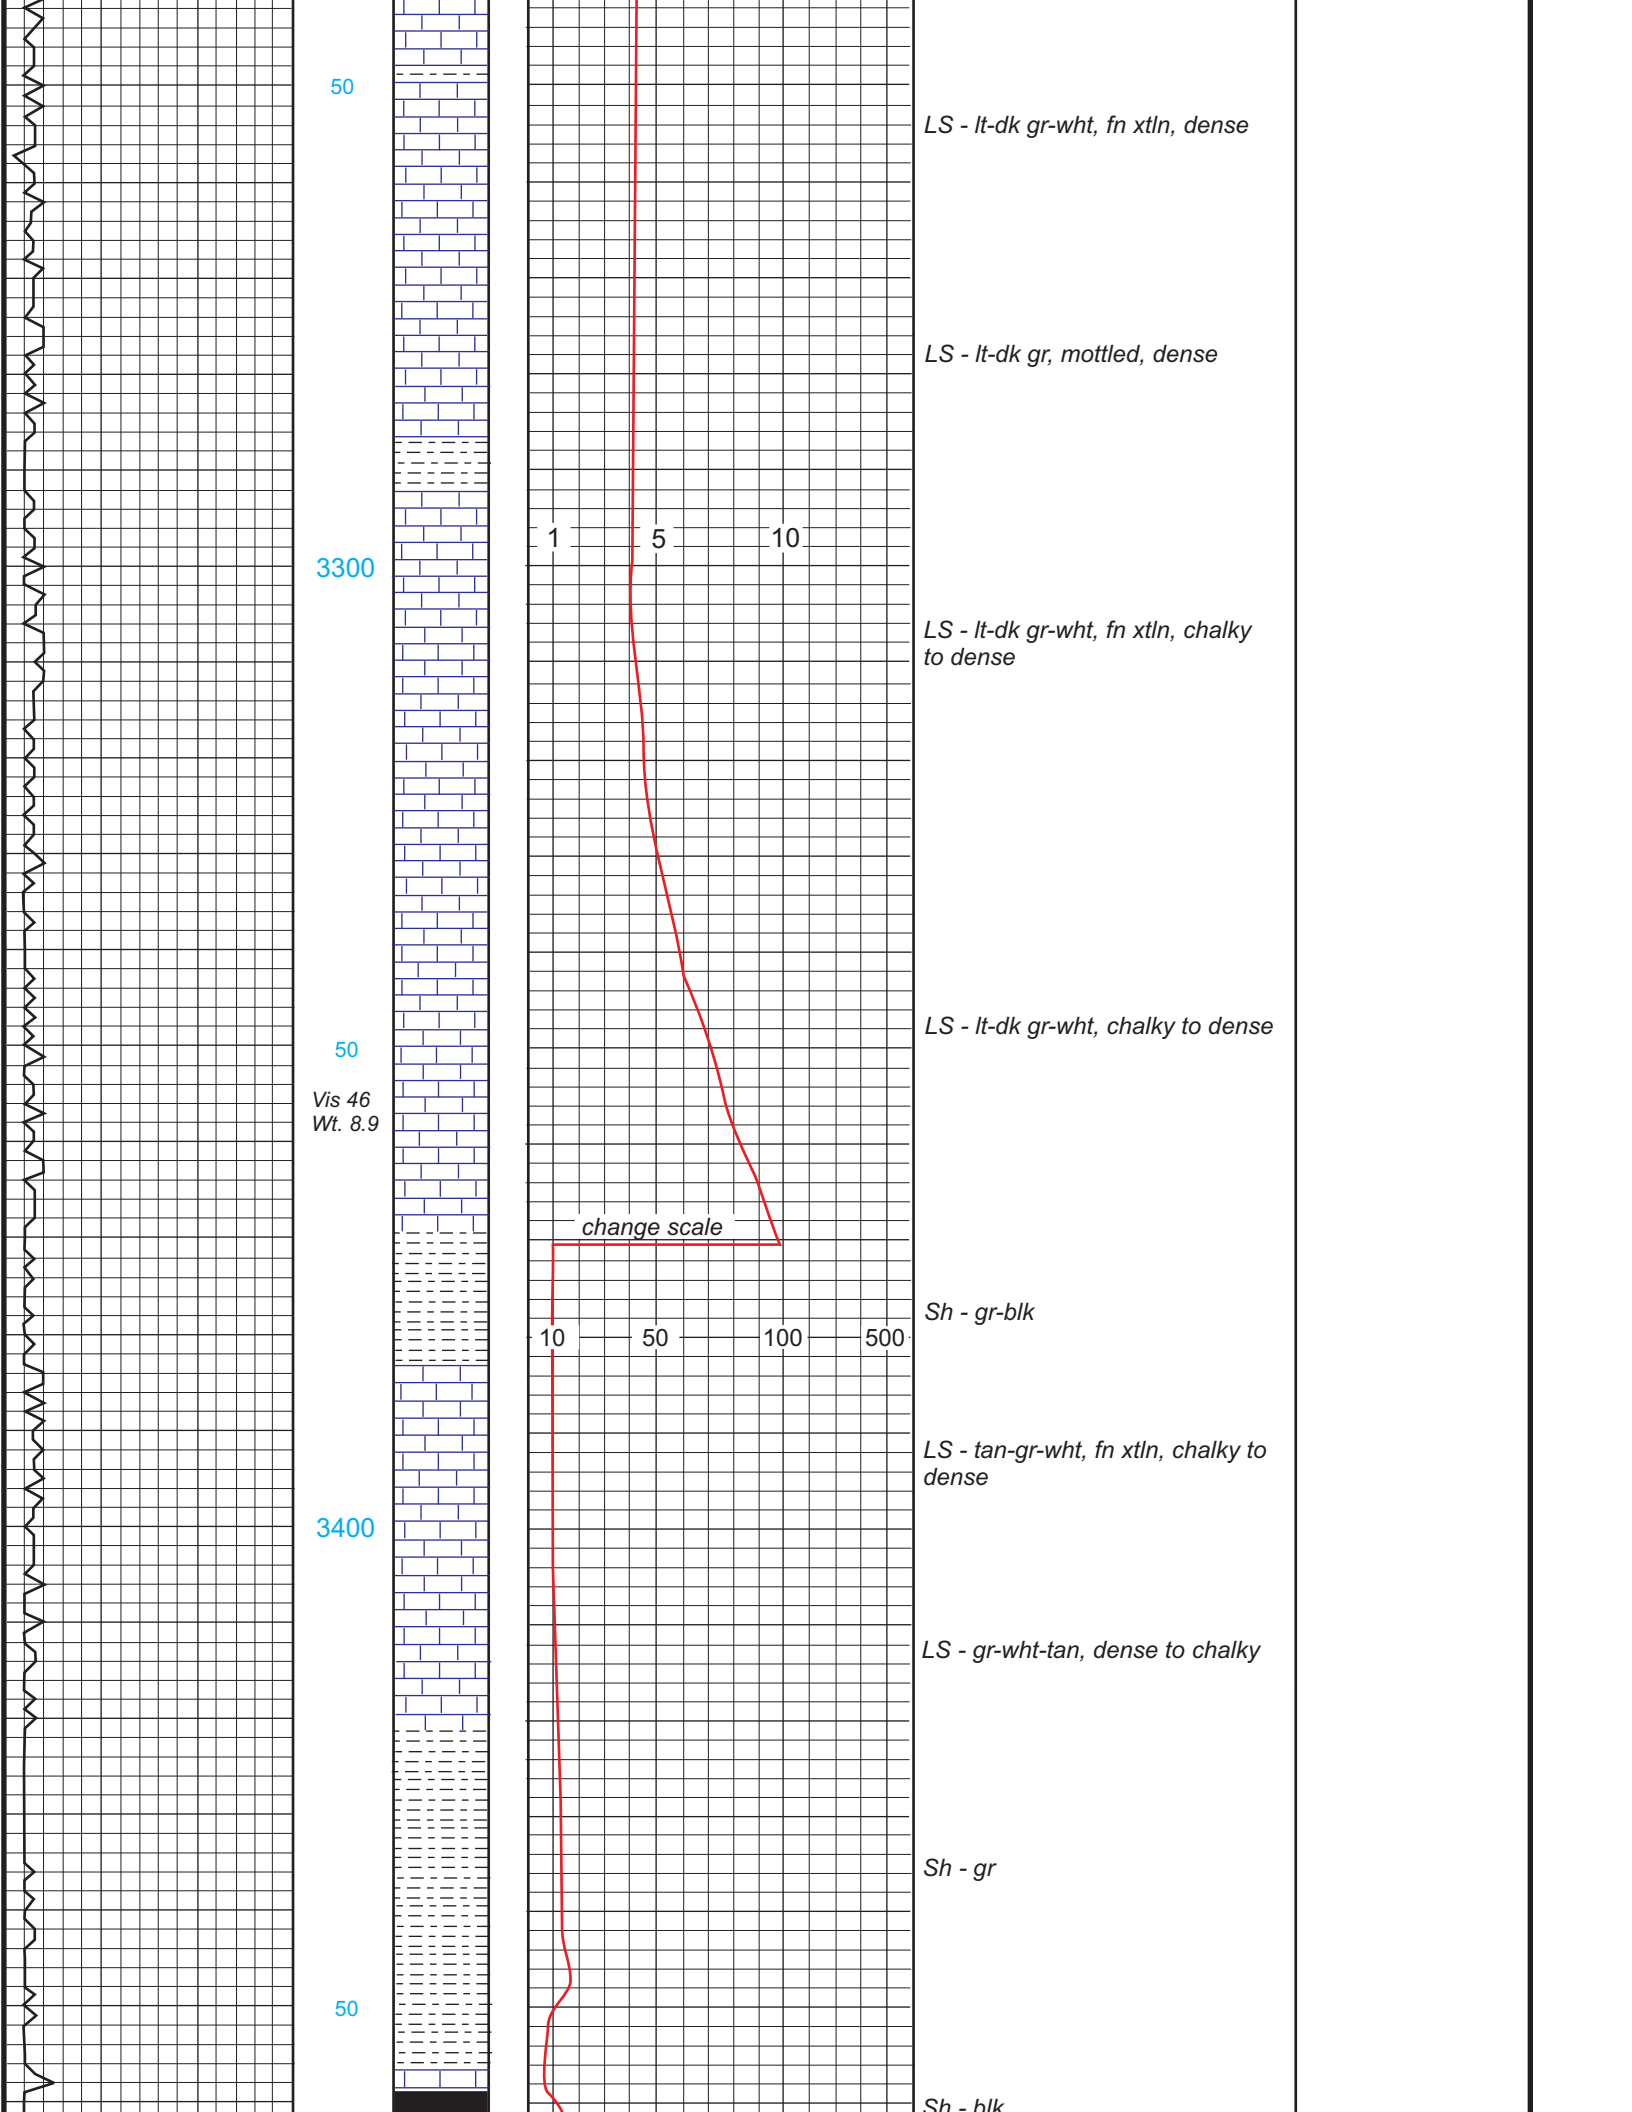 50
LS - lt-dk gr-wht, fn xtln, dense
LS - lt-dk gr, mottled, dense
1 5 10
3300
LS - lt-dk gr-wht, fn xtln, chalky
to dense
LS - lt-dk gr-wht, chalky to dense
50
Vis 46
Wt. 8.9
change scale
Sh - gr-blk
10 50 100 500
LS - tan-gr-wht, fn xtln, chalky to
dense
3400
LS - gr-wht-tan, dense to chalky
Sh - gr
50
Sh - blk